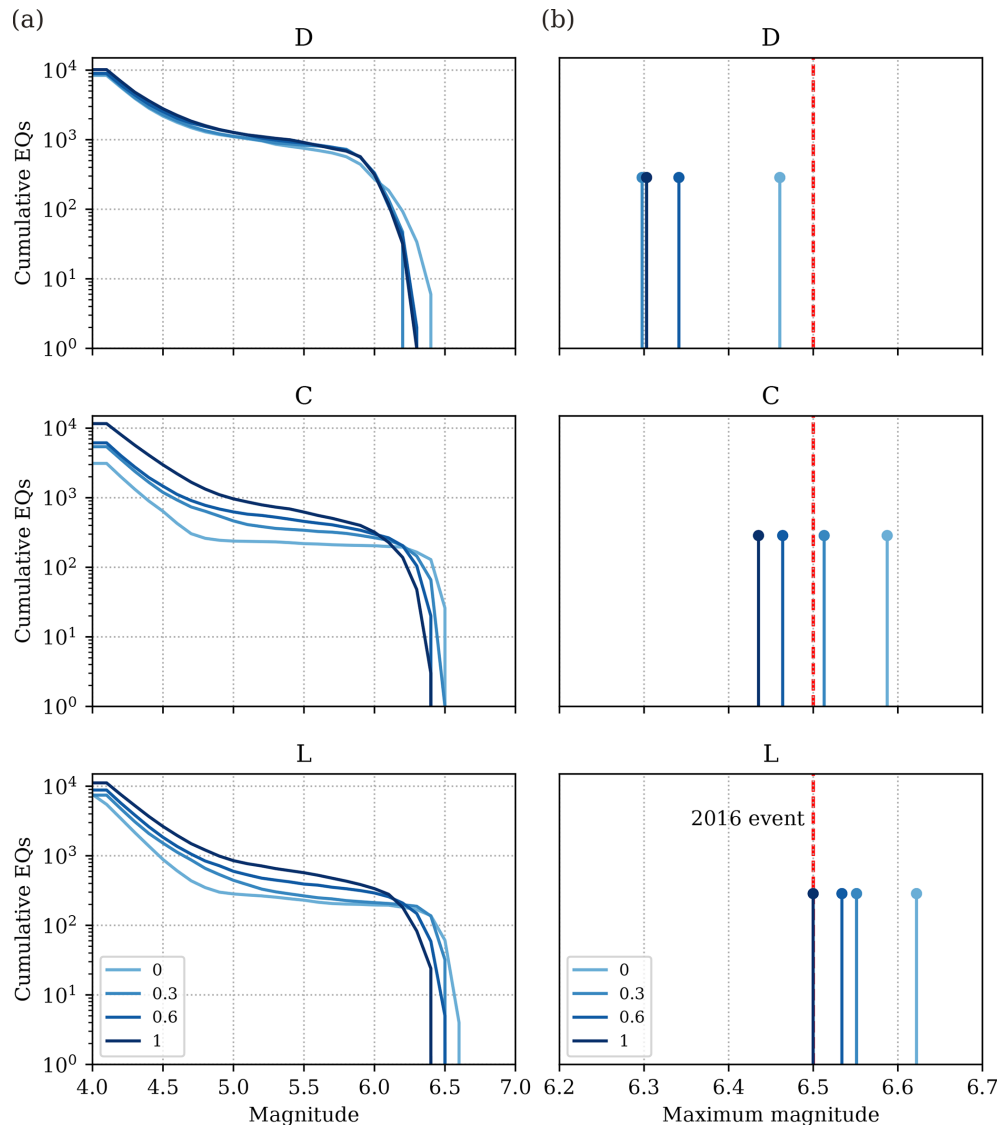 (a)
(b)
D
D
10⁴
10³
10²
10¹
10⁰
Cumulative EQs
C
C
10⁴
10³
10²
10¹
10⁰
Cumulative EQs
L
L
10⁴
10³
10²
10¹
10⁰
Cumulative EQs
0
0.3
0.6
1
2016 event
0
0.3
0.6
1
4.0 4.5 5.0 5.5 6.0 6.5 7.0
6.2 6.3 6.4 6.5 6.6 6.7
Magnitude
Maximum magnitude